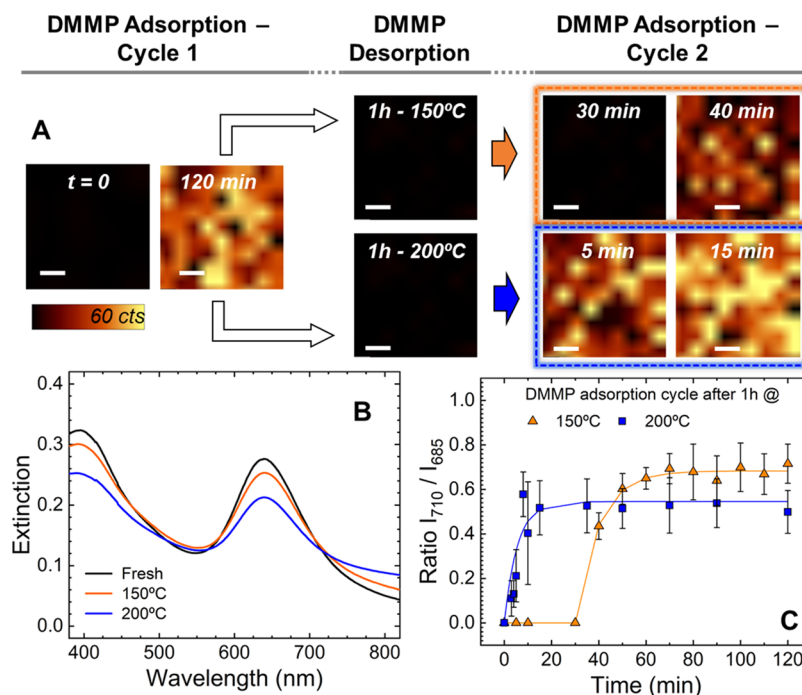 DMMP Adsorption –
Cycle 1
DMMP
Desorption
DMMP Adsorption –
Cycle 2
A
t = 0
120 min
60 cts
1h - 150ºC
1h - 200ºC
30 min
40 min
5 min
15 min
B
Extinction
0.4
0.3
0.2
0.1
0.0
Fresh
150ºC
200ºC
400
500
600
700
800
Wavelength (nm)
C
DMMP adsorption cycle after 1h @
150ºC
200ºC
Ratio I710 / I685
1.0
0.8
0.6
0.4
0.2
0.0
0
20
40
60
80
100
120
Time (min)